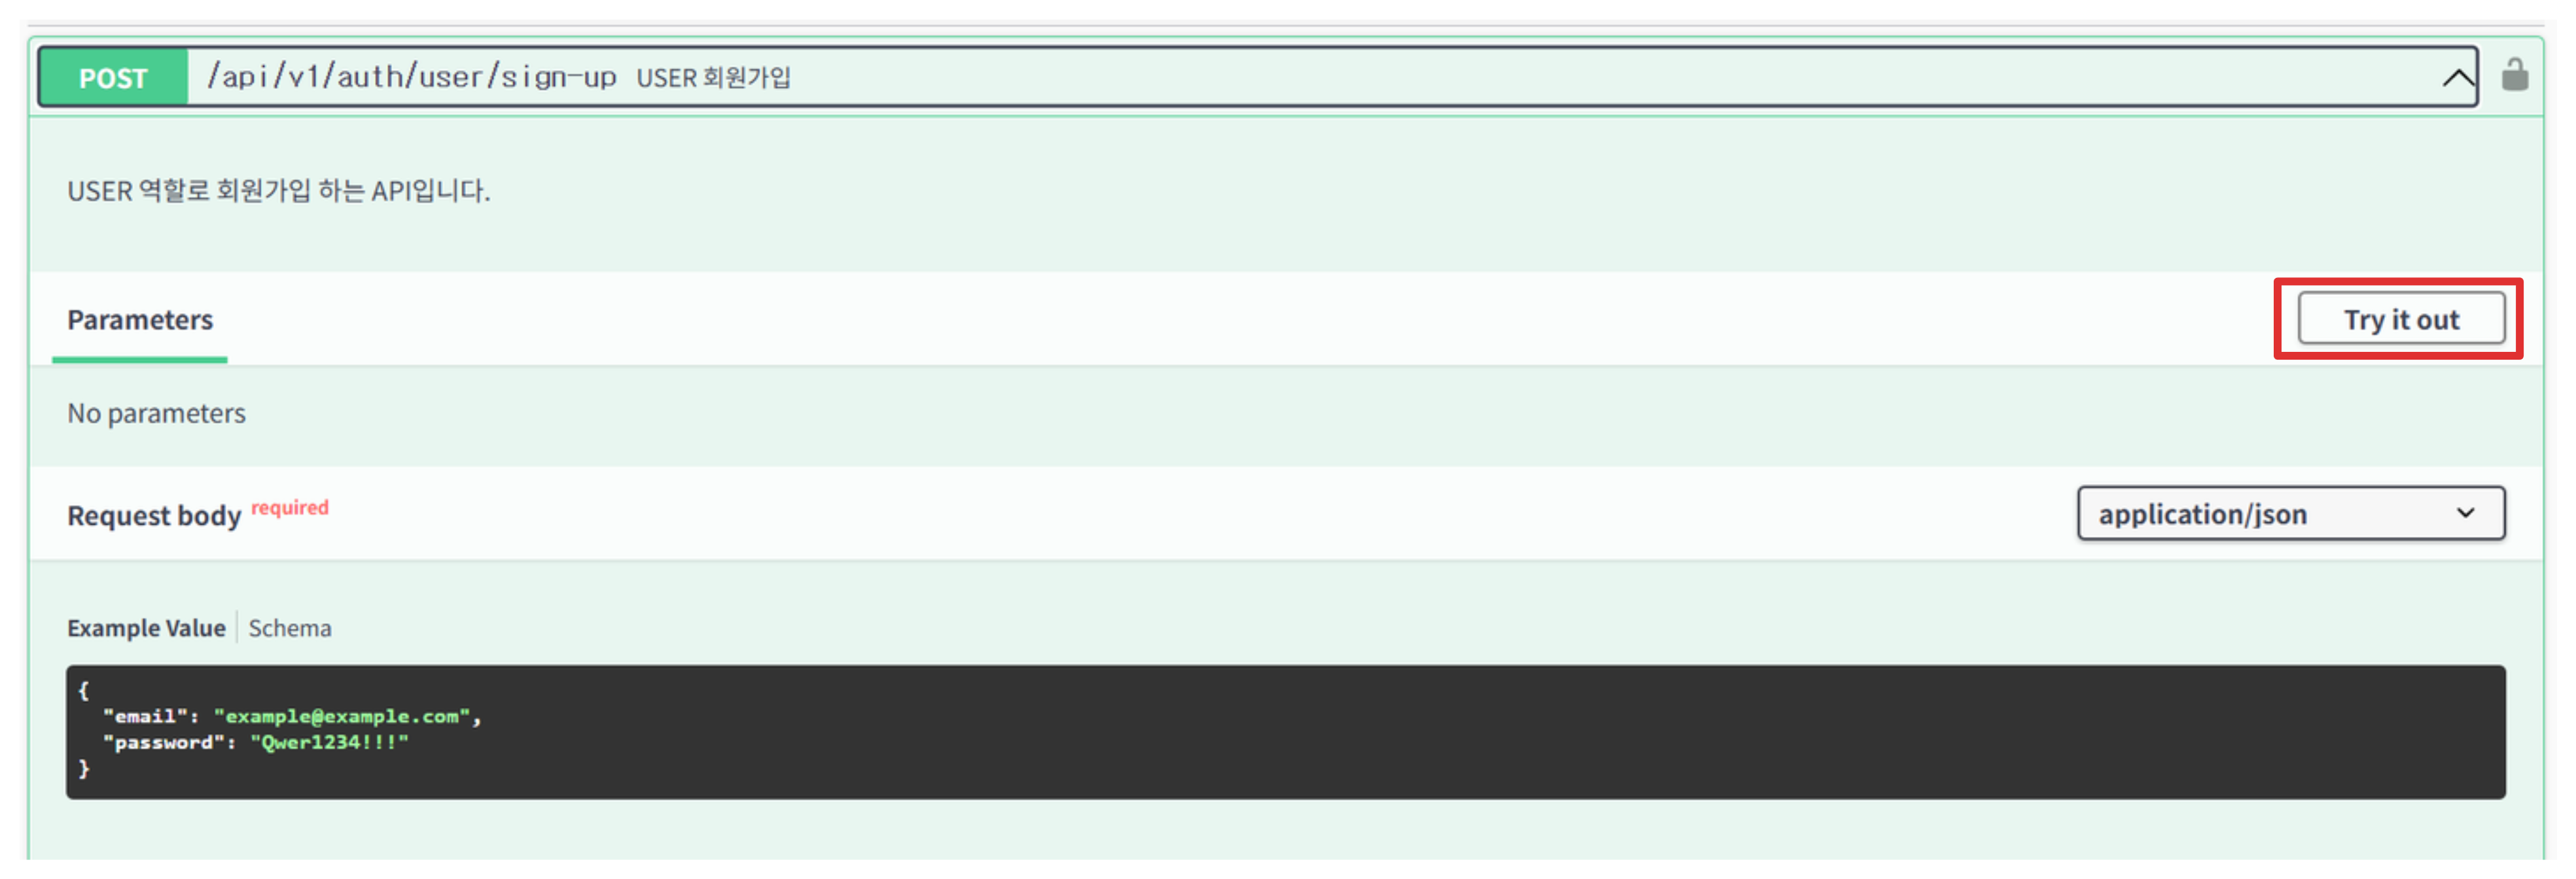 POST /api/v1/auth/user/sign-up USER 회원가입
USER 역할로 회원가입 하는 API입니다.
Parameters Try it out
No parameters
Request body required application/json
Example Value Schema
{
"email": "example@example.com",
"password": "Qwer1234!!!"
}